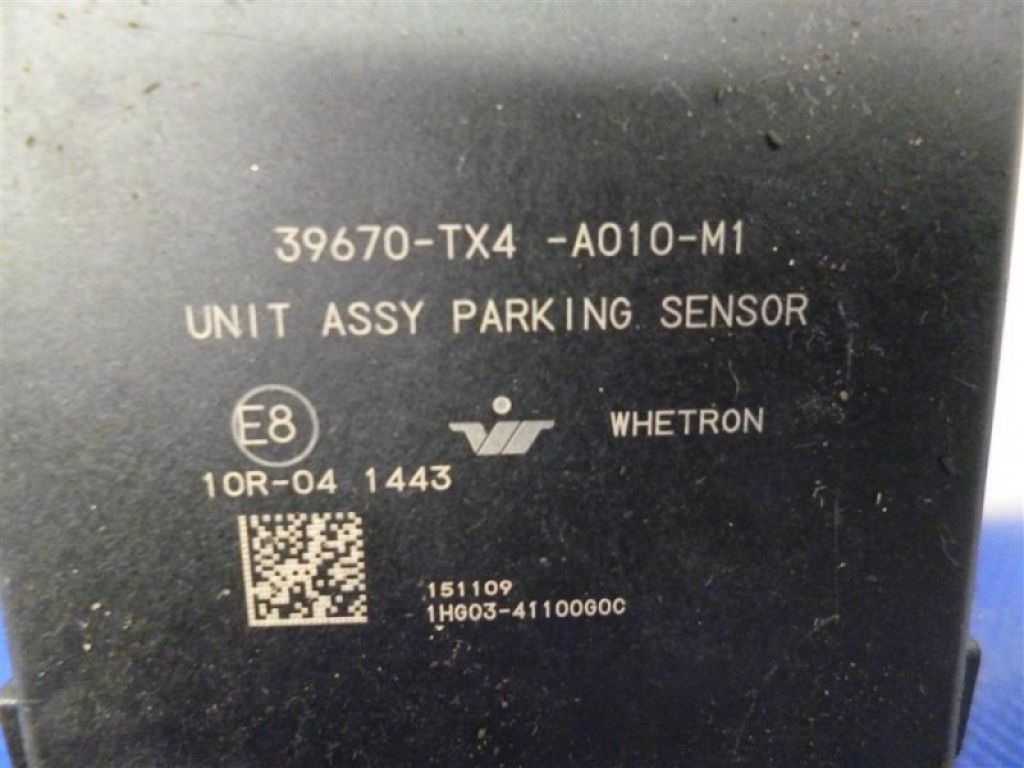 39670-TX4 -A010-M1
UNIT ASSY PARKING SENSOR
E8
WHETRON
10R-04 1443
151109
1HG03-41100G0C